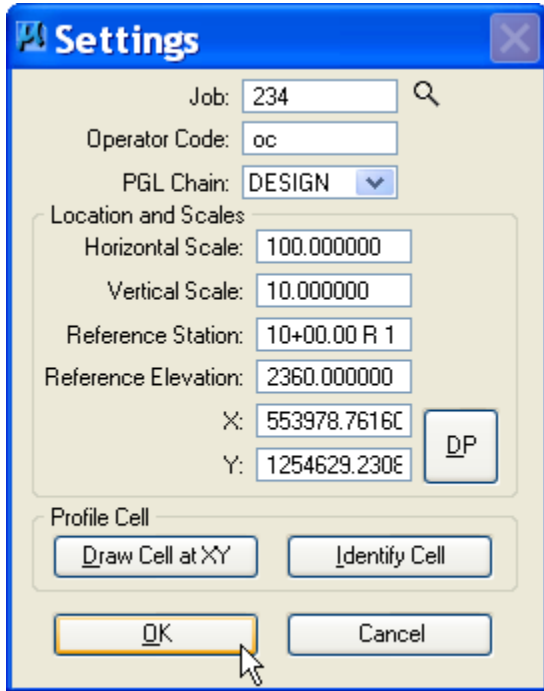 Settings
Job: 234
Operator Code: oc
PGL Chain: DESIGN
Location and Scales
Horizontal Scale: 100.000000
Vertical Scale: 10.000000
Reference Station: 10+00.00 R 1
Reference Elevation: 2360.000000
X: 553978.7616
DP
Y: 1254629.2308
Profile Cell
Draw Cell at XY Identify Cell
OK Cancel